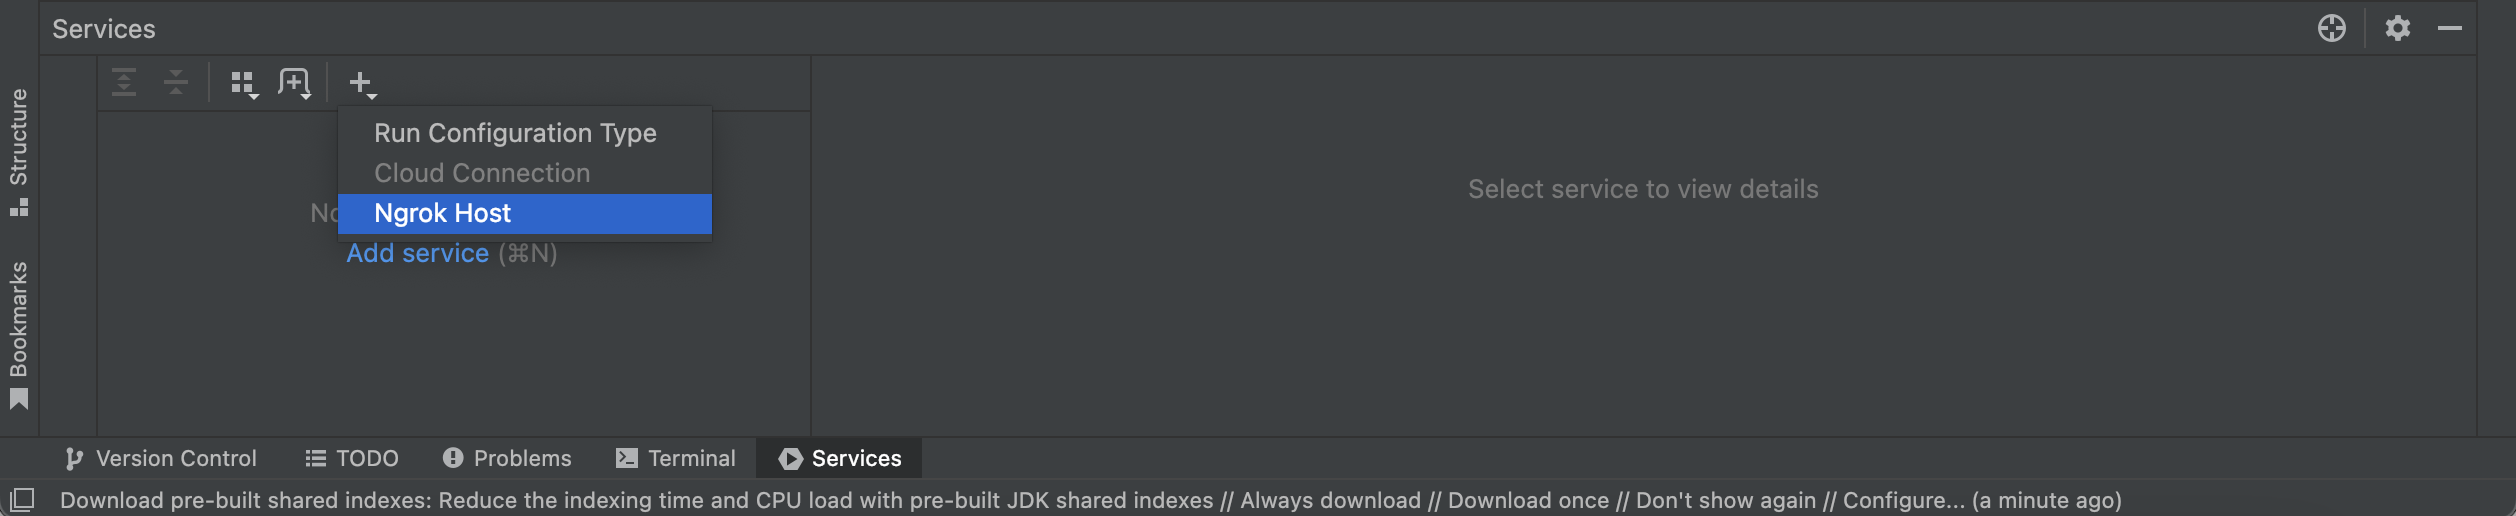 Services
Structure
Bookmarks
Run Configuration Type
Cloud Connection
Ngrok Host
Add service (⌘N)
Select service to view details
Version Control
TODO
Problems
Terminal
Services
Download pre-built shared indexes: Reduce the indexing time and CPU load with pre-built JDK shared indexes // Always download // Download once // Don't show again // Configure... (a minute ago)